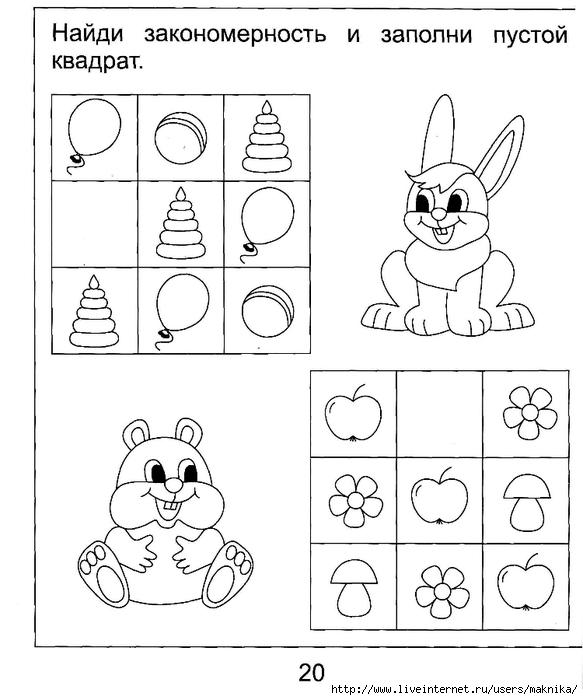 Найди закономерность и заполни пустой
квадрат.
20
http://www.liveinternet.ru/users/maknika/